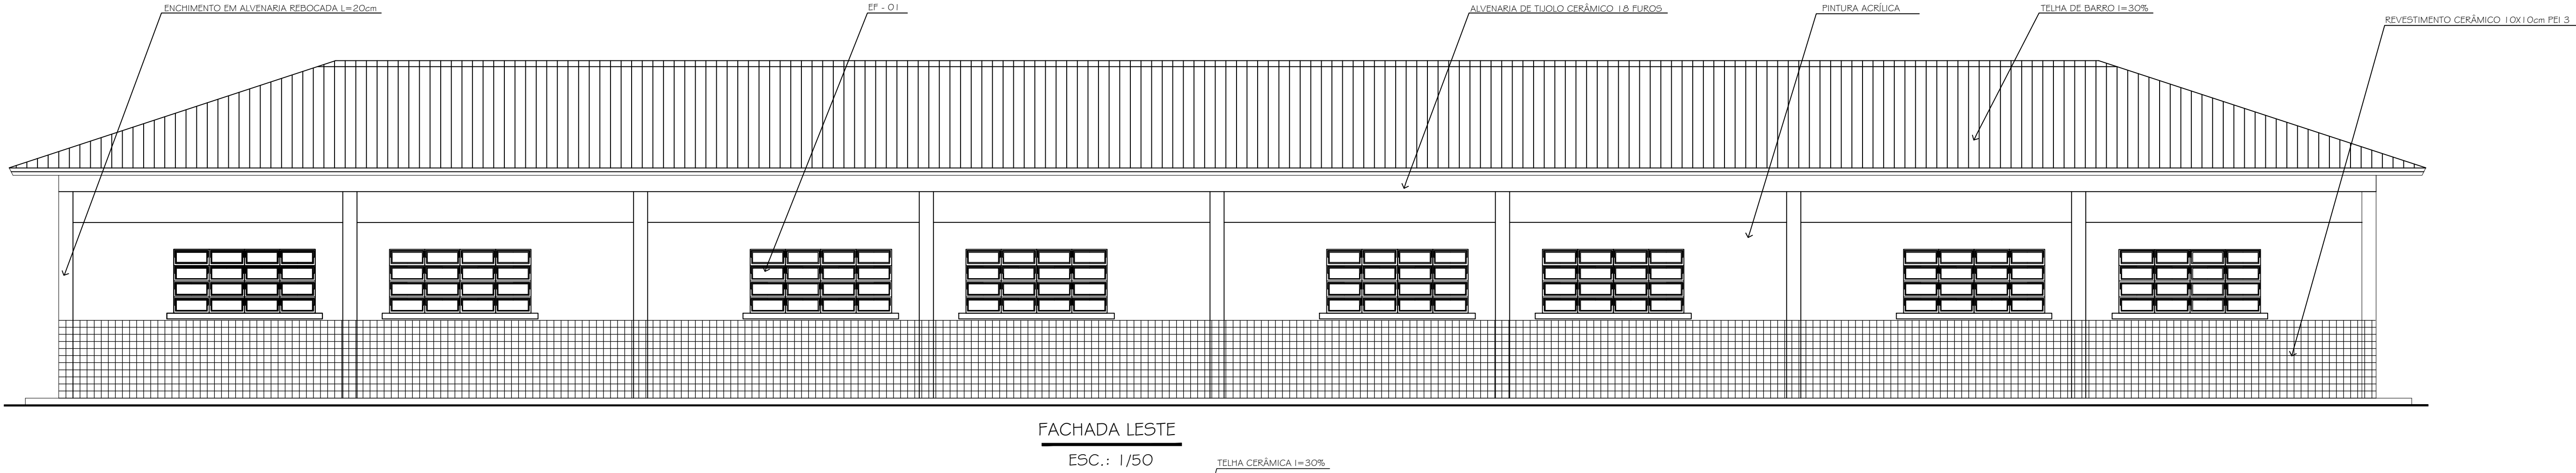 ENCHIMENTO EM ALVENARIA REBOCADA L=20cm
EF - 01
ALVENARIA DE TIJOLO CERÂMICO 18 FUROS
PINTURA ACRÍLICA
TELHA DE BARRO I=30%
REVESTIMENTO CERÂMICO 10X10cm PEI 3
FACHADA LESTE
ESC.: 1/50
TELHA CERÂMICA I=30%